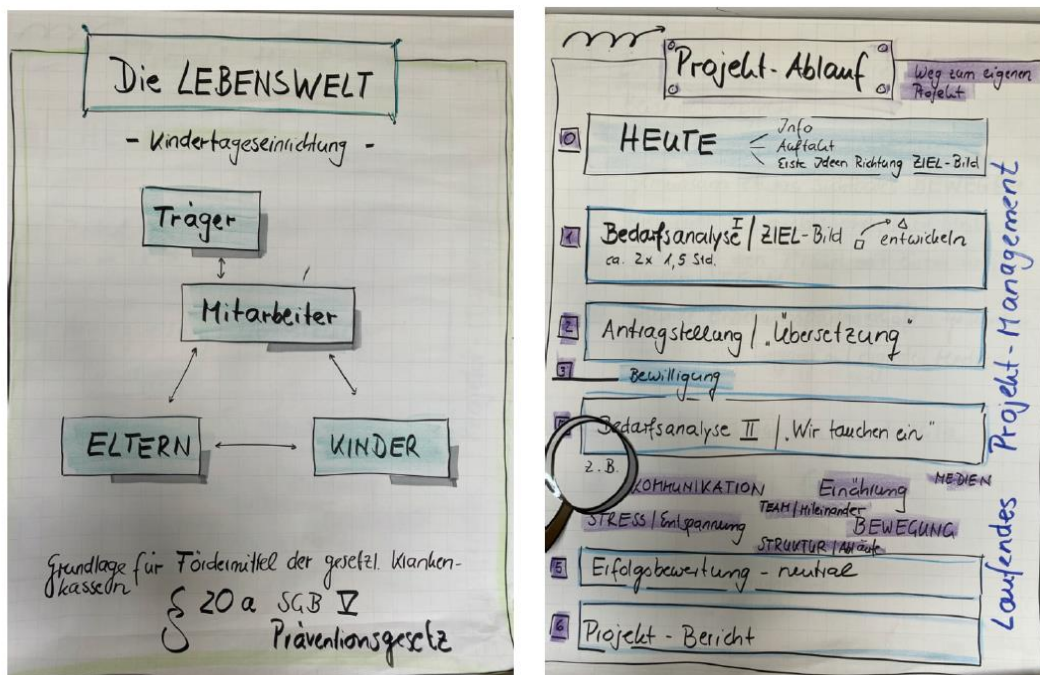 Die LEBENSWELT
- Kindertageseinrichtung -
Träger
Mitarbeiter
ELTERN
KINDER
Grundlage für Fördermittel der gesetzl. Kranken-
kassen
§ 20 a SGB V
Präventionsgesetz
Projekt-Ablauf
Weg zum eigenen
Projekt
0
HEUTE
Info
Auftakt
Erste Ideen Richtung ZIEL-Bild
1
Bedarfsanalyse I / ZIEL-Bild entwickeln
ca. 2x 1,5 Std.
2
Antragstellung / "Übersetzung"
3
Bewilligung
Bedarfsanalyse II / "Wir tauchen ein"
z.B.
KOMMUNIKATION
Ernährung
MEDIEN
TEAM/Miteinander
STRESS/Entspannung
BEWEGUNG
STRUKTUR/Abläufe
5
Erfolgsbewertung - neutral
6
Projekt-Bericht
Laufendes Projekt-Management